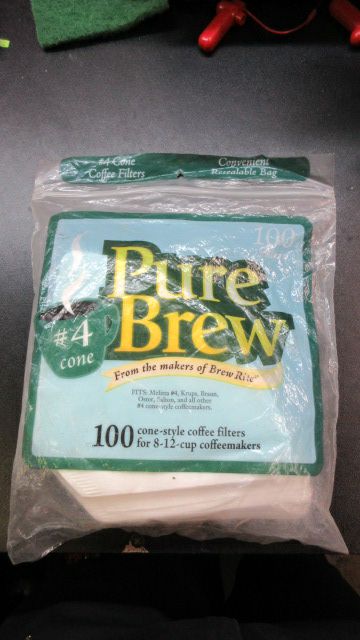 #4 Cone
Coffee Filters
Convenient
Resealable Bag
100
Pure
Brew
#4
cone
From the makers of Brew Rite®
FITS: Melitta #4, Krups, Braun,
Oster, Salton, and all other
#4 cone-style coffeemakers.
100 cone-style coffee filters
for 8-12-cup coffeemakers